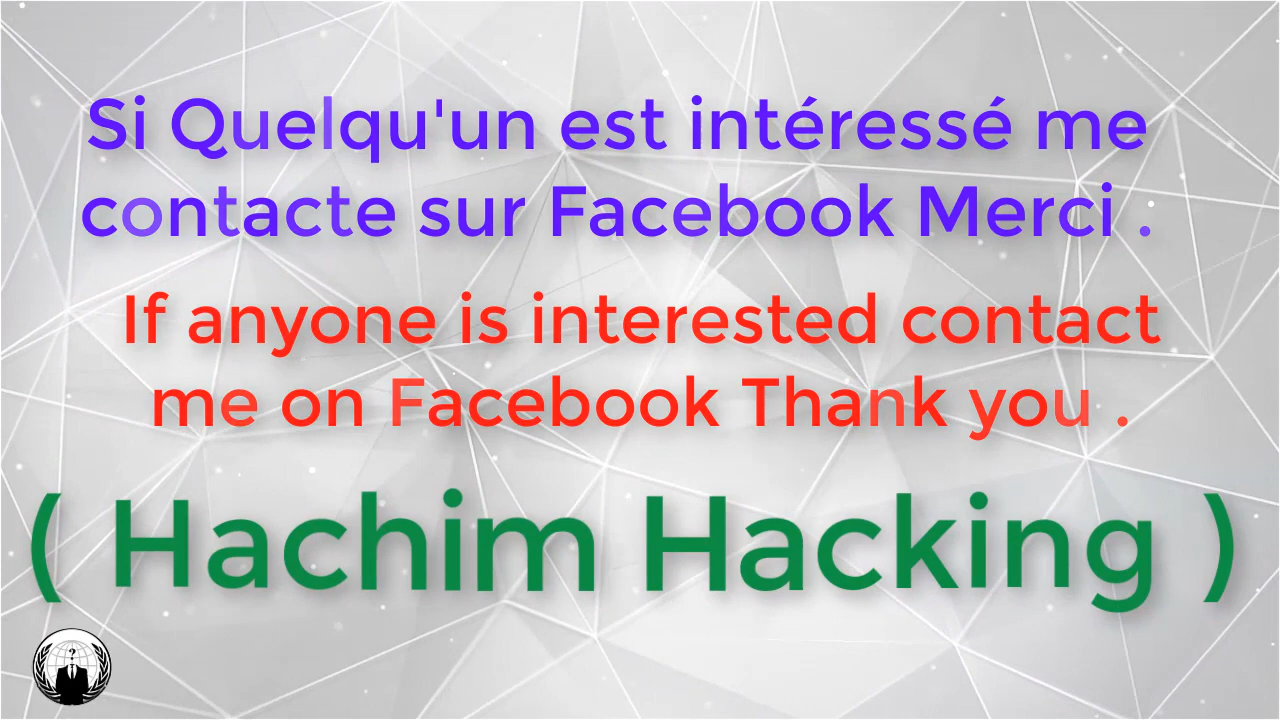 Si Quelqu'un est intéressé me
contacte sur Facebook Merci .
If anyone is interested contact
me on Facebook Thank you .
( Hachim Hacking )
?